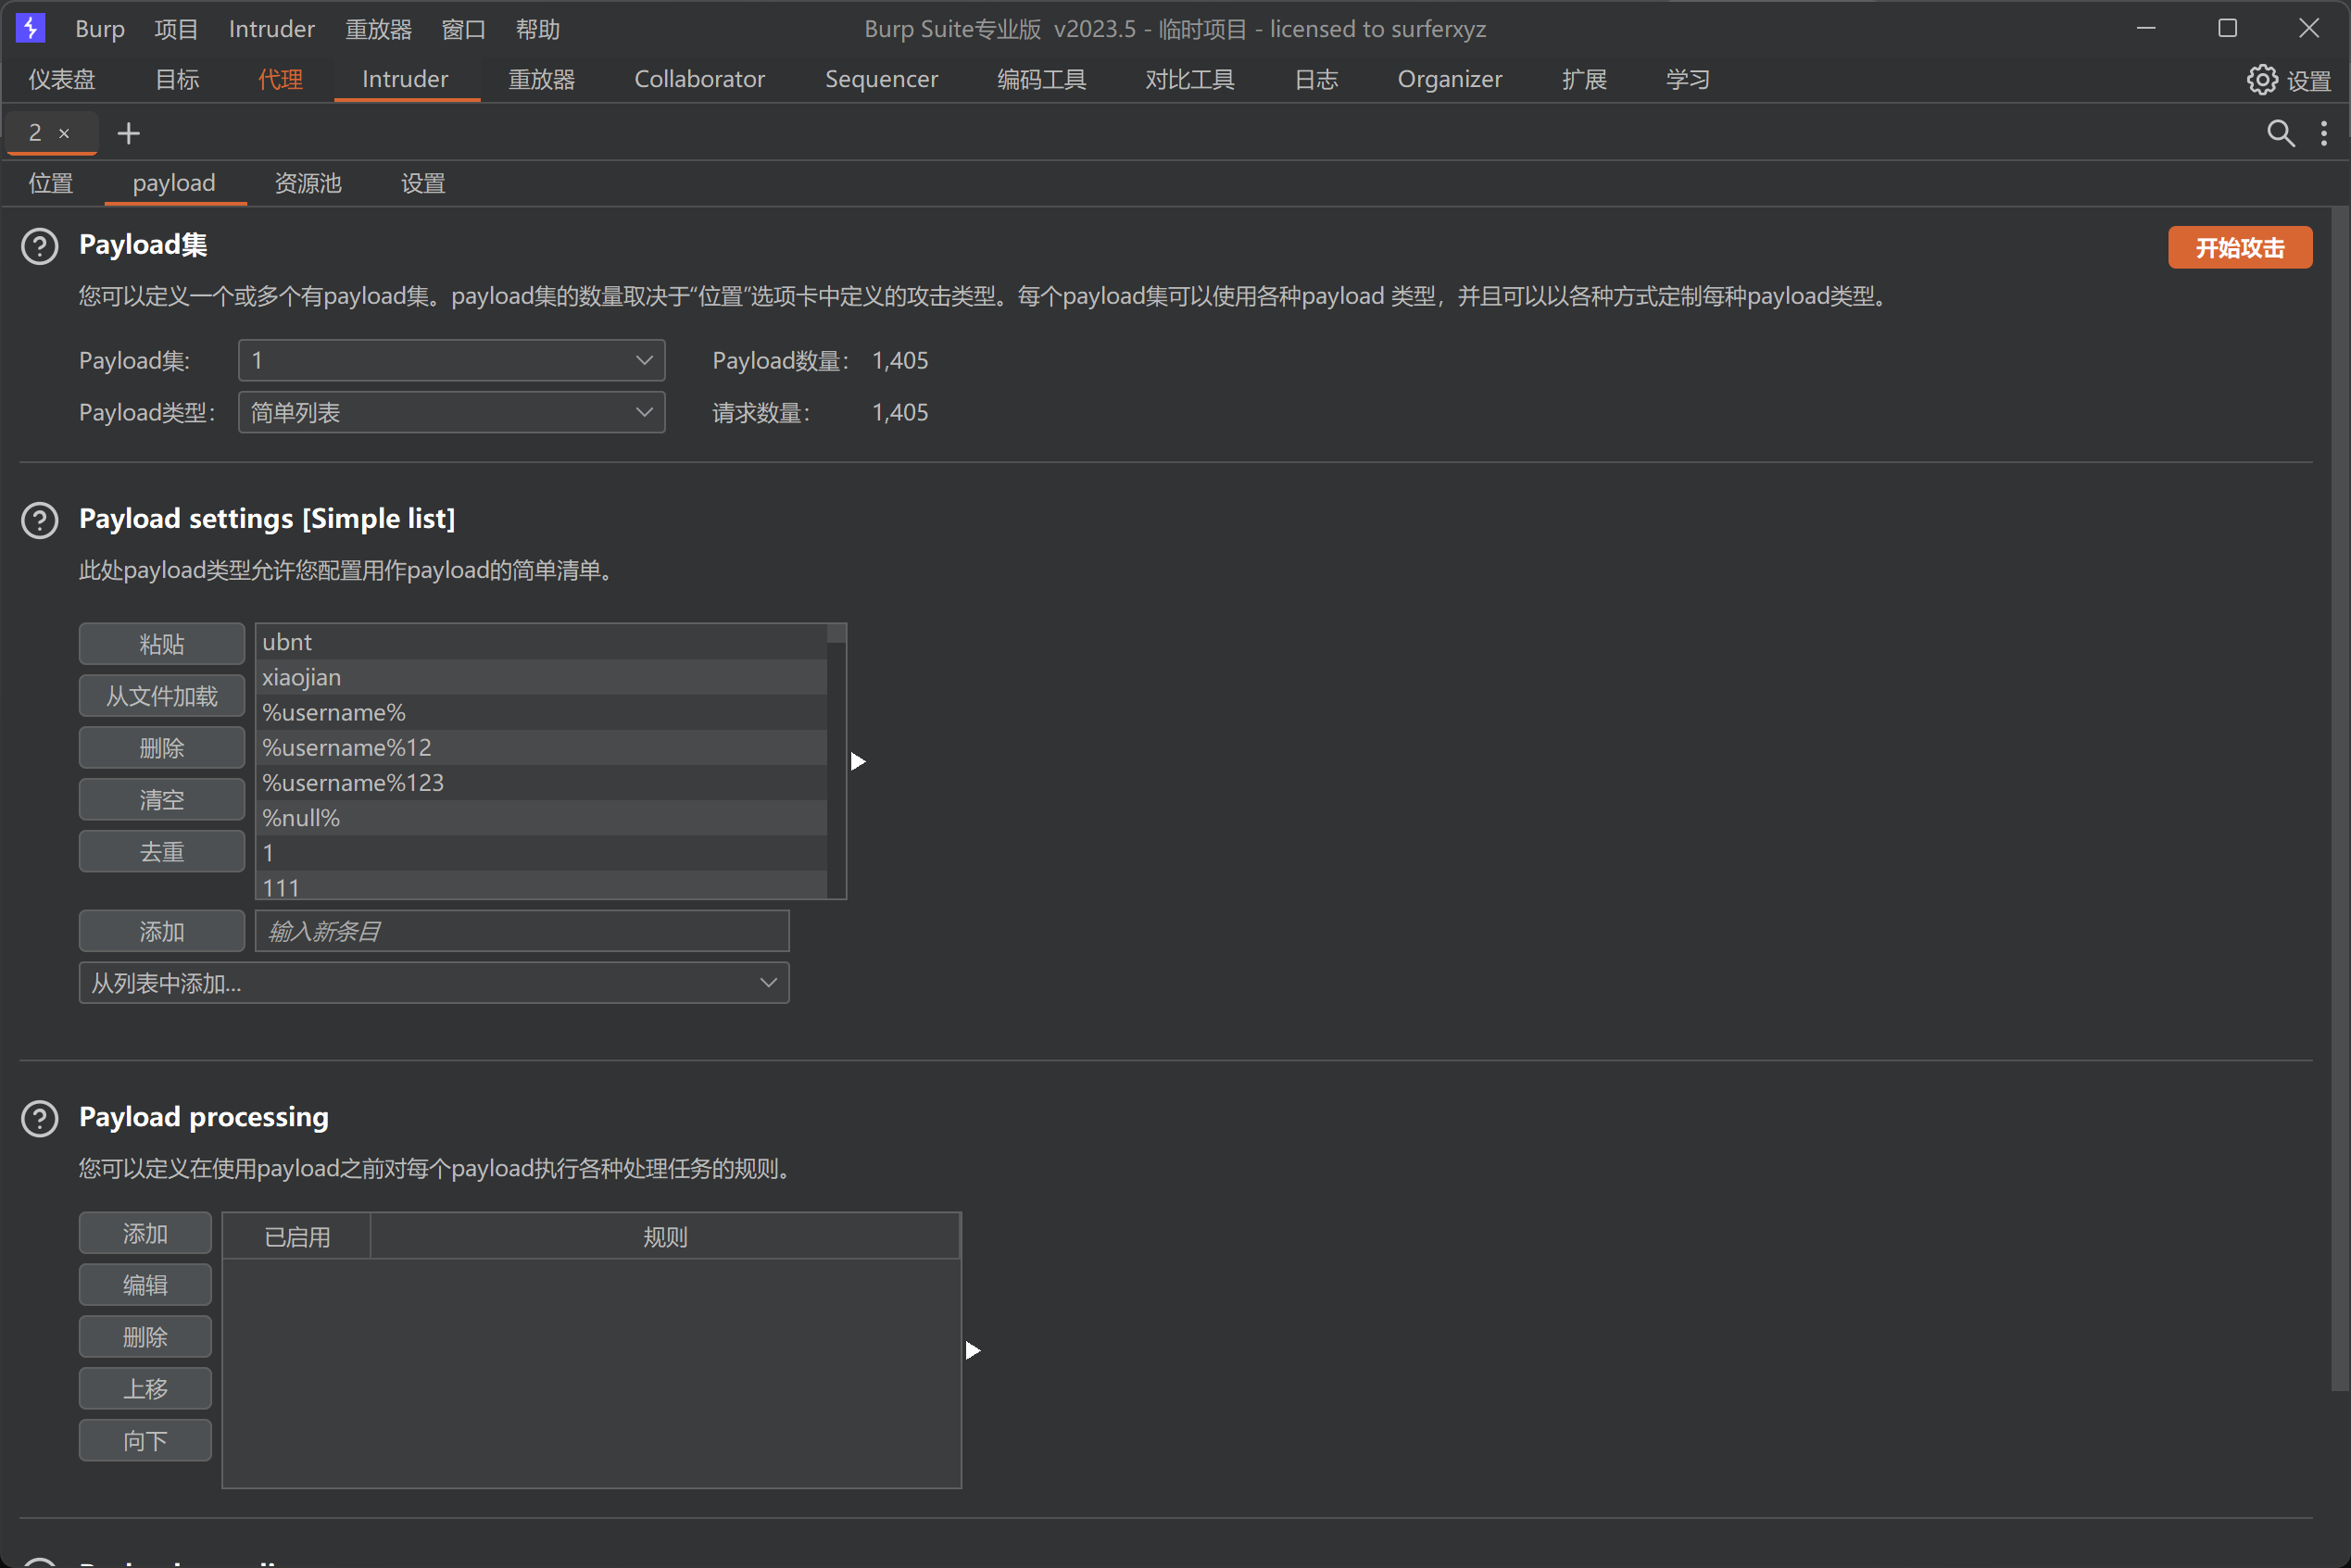 Burp 项目 Intruder 重放器 窗口 帮助 Burp Suite专业版 v2023.5 - 临时项目 - licensed to surferxyz
仪表盘 目标 代理 Intruder 重放器 Collaborator Sequencer 编码工具 对比工具 日志 Organizer 扩展 学习 设置
2 × +
位置 payload 资源池 设置
Payload集 开始攻击
您可以定义一个或多个有payload集。payload集的数量取决于“位置”选项卡中定义的攻击类型。每个payload集可以使用各种payload 类型，并且可以以各种方式定制每种payload类型。
Payload集: 1 Payload数量： 1,405
Payload类型： 简单列表 请求数量： 1,405
Payload settings [Simple list]
此处payload类型允许您配置用作payload的简单清单。
粘贴
从文件加载
删除
清空
去重
ubnt
xiaojian
%username%
%username%12
%username%123
%null%
1
111
添加 输入新条目
从列表中添加...
Payload processing
您可以定义在使用payload之前对每个payload执行各种处理任务的规则。
添加
编辑
删除
上移
向下
已启用 规则